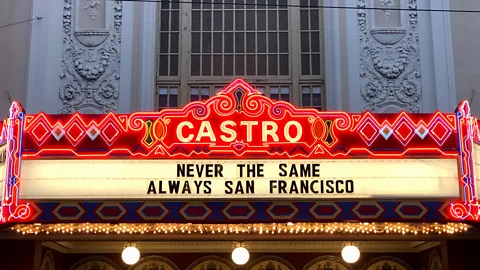 CASTRO
NEVER THE SAME
ALWAYS SAN FRANCISCO